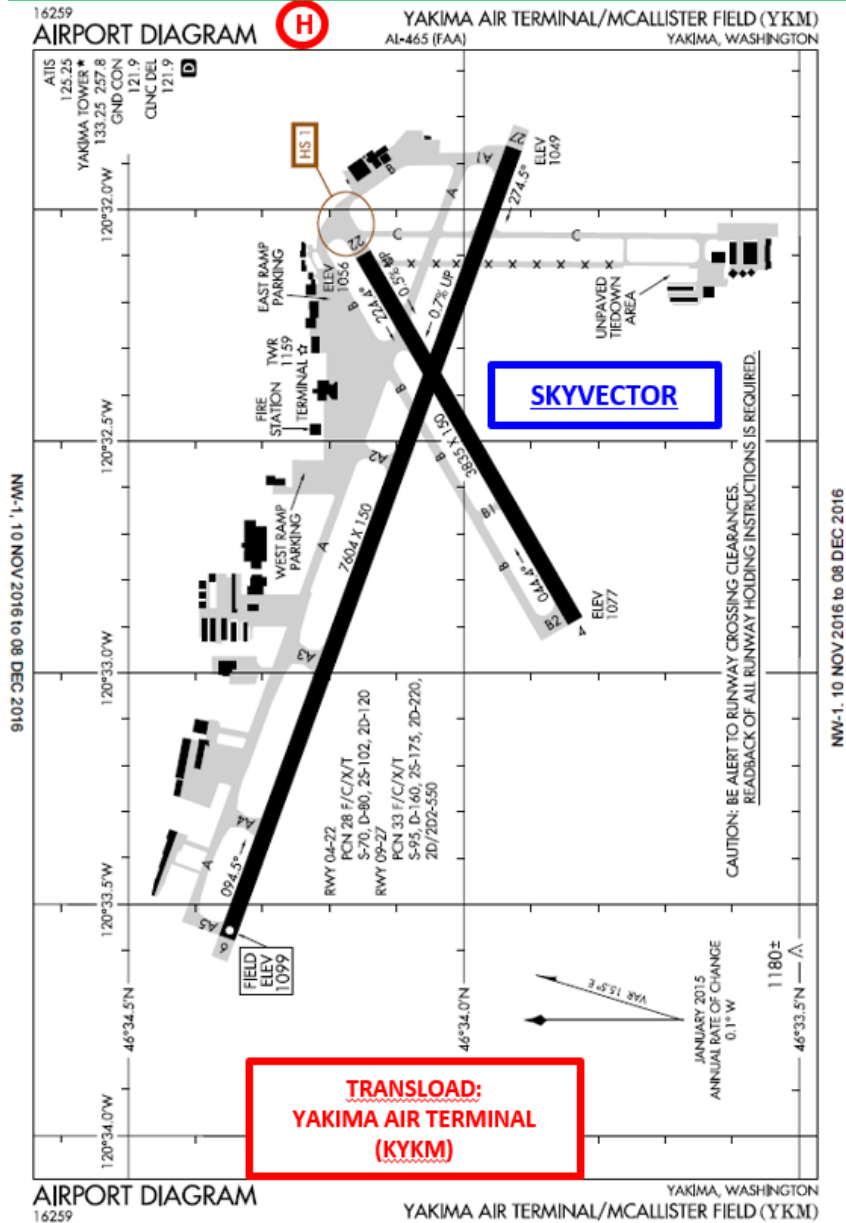 16259
AIRPORT DIAGRAM
H
YAKIMA AIR TERMINAL/MCALLISTER FIELD (YKM)
AL-465 (FAA)
YAKIMA, WASHINGTON
ATIS
125.25
YAKIMA TOWER★
133.25 257.8
GND CON
121.9
CLNC DEL
121.9
D
HS 1
120°32.0'W
120°32.5'W
120°33.0'W
120°33.5'W
120°34.0'W
46°34.5'N
46°34.0'N
46°33.5'N
EAST RAMP
PARKING
ELEV
1056
22
224.4°
0.5% UP
B
B
A1
A
27
ELEV
1049
274.5°
0.7% UP
C
C
X X X X X X X X
UNPAVED
TIEDOWN
AREA
TWR
1159
TERMINAL
FIRE
STATION
SKYVECTOR
B
B
3835 X 150
A2
WEST RAMP
PARKING
A
7604 X 150
B1
B
044.4°
B2
4
ELEV
1077
A3
RWY 04-22
PCN 28 F/C/X/T
S-70, D-80, 2S-102, 2D-120
RWY 09-27
PCN 33 F/C/X/T
S-95, D-160, 2S-175, 2D-220,
2D/2D2-550
A4
A
094.5°
A5
9
FIELD
ELEV
1099
CAUTION: BE ALERT TO RUNWAY CROSSING CLEARANCES.
READBACK OF ALL RUNWAY HOLDING INSTRUCTIONS IS REQUIRED.
VAR 15.5° E
JANUARY 2015
ANNUAL RATE OF CHANGE
0.1° W
1180±
NW-1, 10 NOV 2016 to 08 DEC 2016
NW-1, 10 NOV 2016 to 08 DEC 2016
TRANSLOAD:
YAKIMA AIR TERMINAL
(KYKM)
AIRPORT DIAGRAM
16259
YAKIMA, WASHINGTON
YAKIMA AIR TERMINAL/MCALLISTER FIELD (YKM)